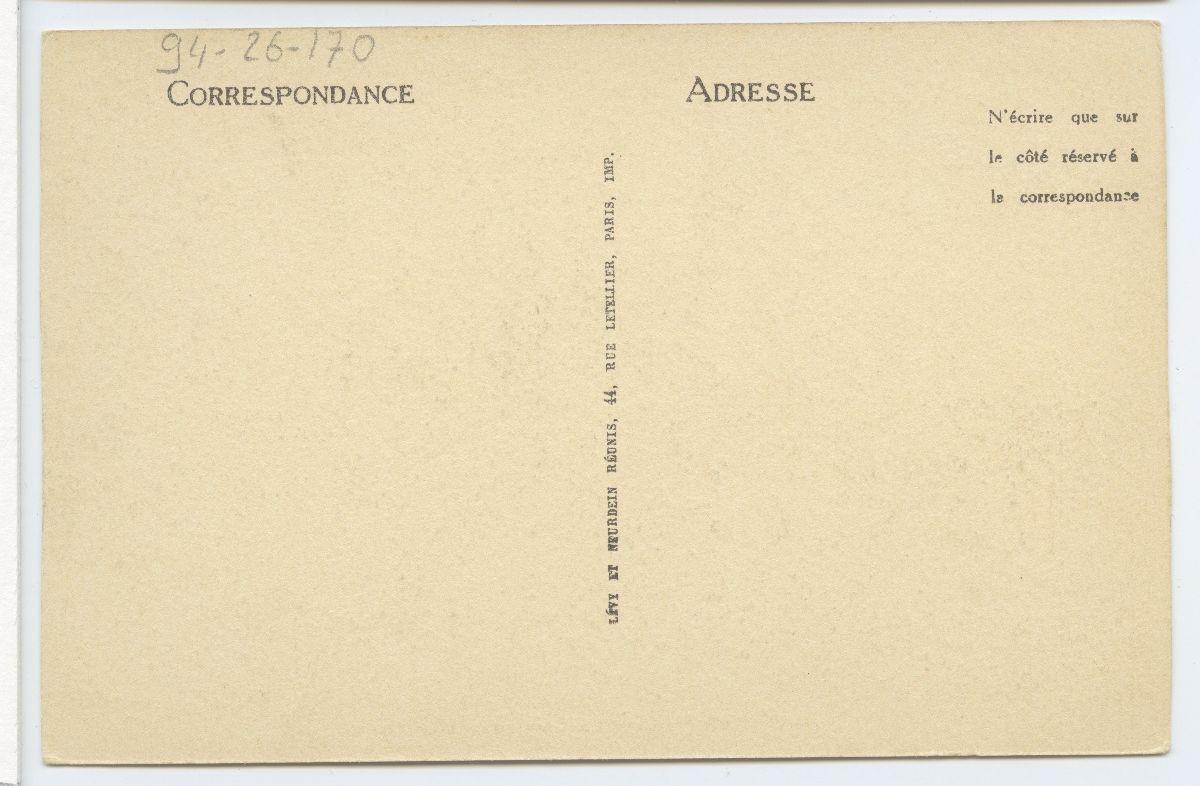 94-26-170
CORRESPONDANCE
ADRESSE
N'écrire que sur
le côté réservé à
la correspondance
LÉVY ET NEURDEIN RÉUNIS, 44, RUE LETELLIER, PARIS, IMP.